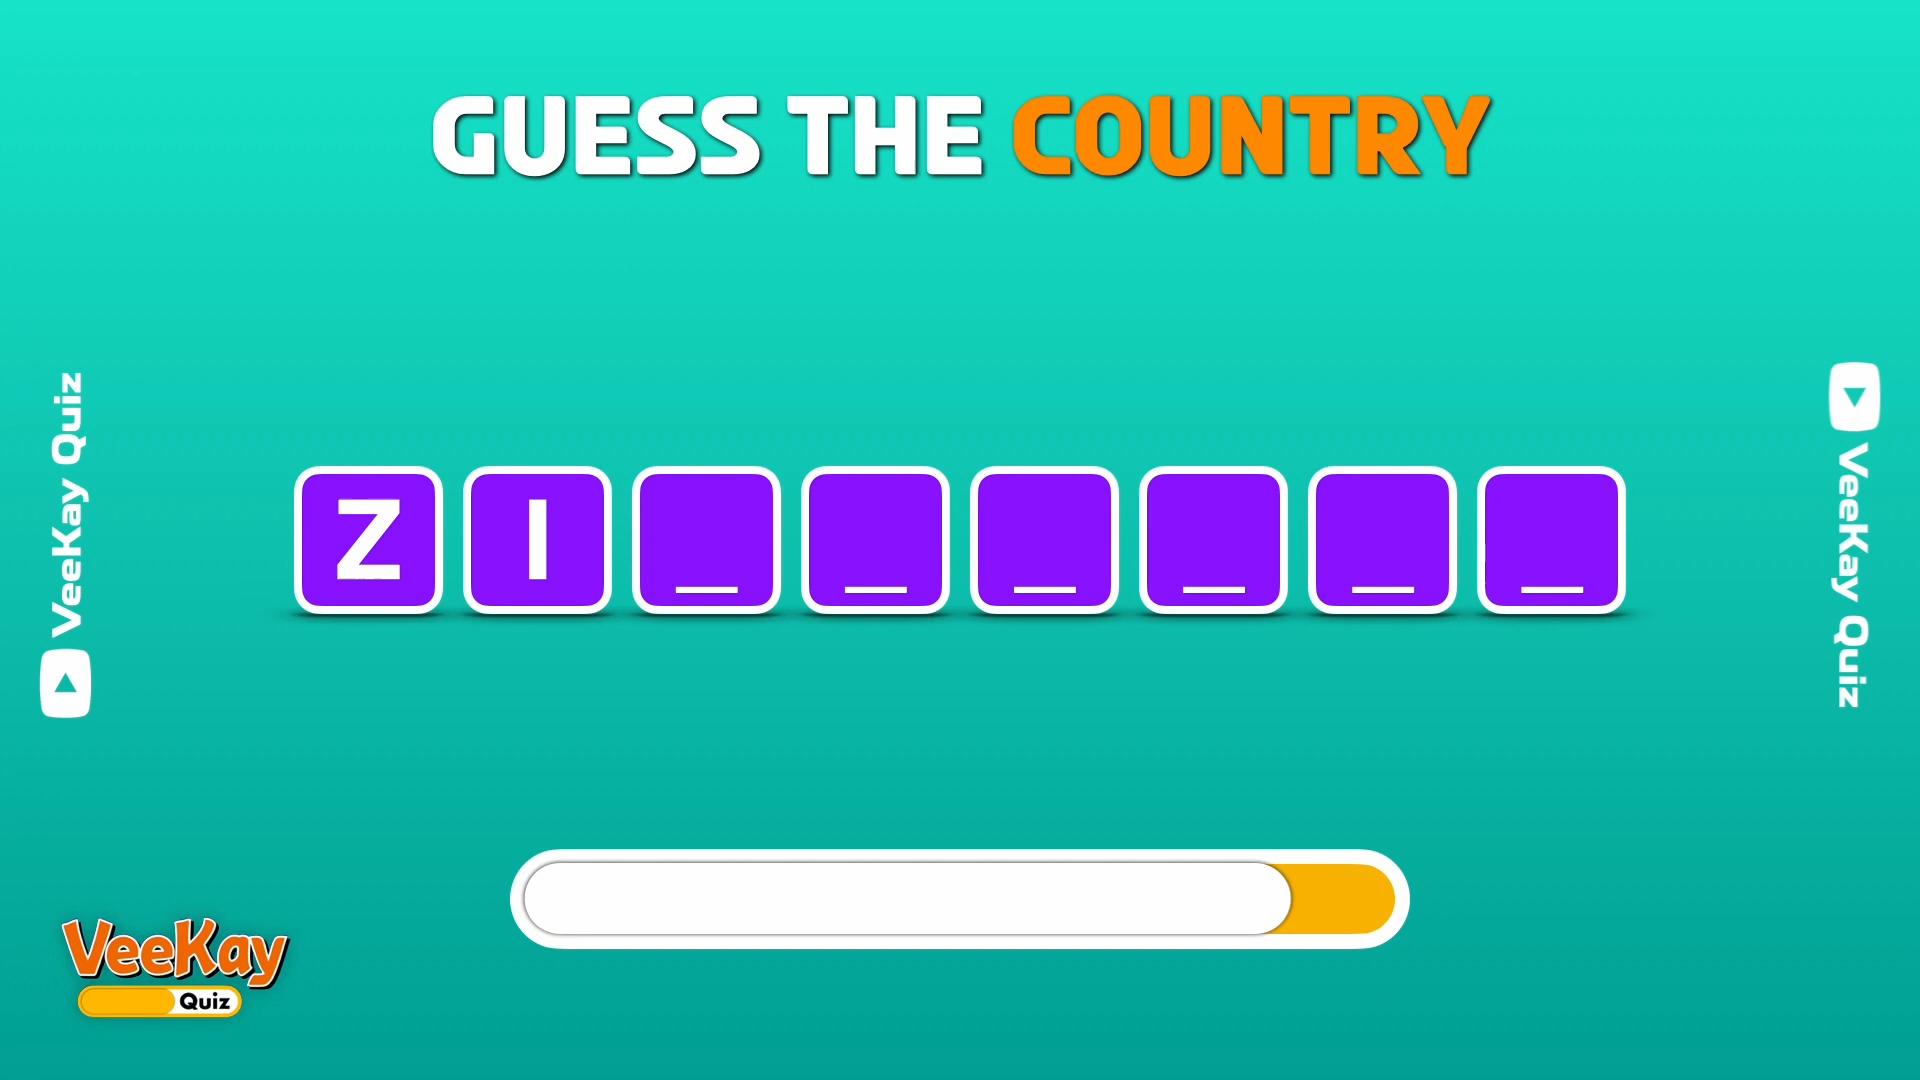 GUESS THE COUNTRY
VeeKay Quiz
Z I _ _ _ _ _ _
VeeKay Quiz
VeeKay
Quiz